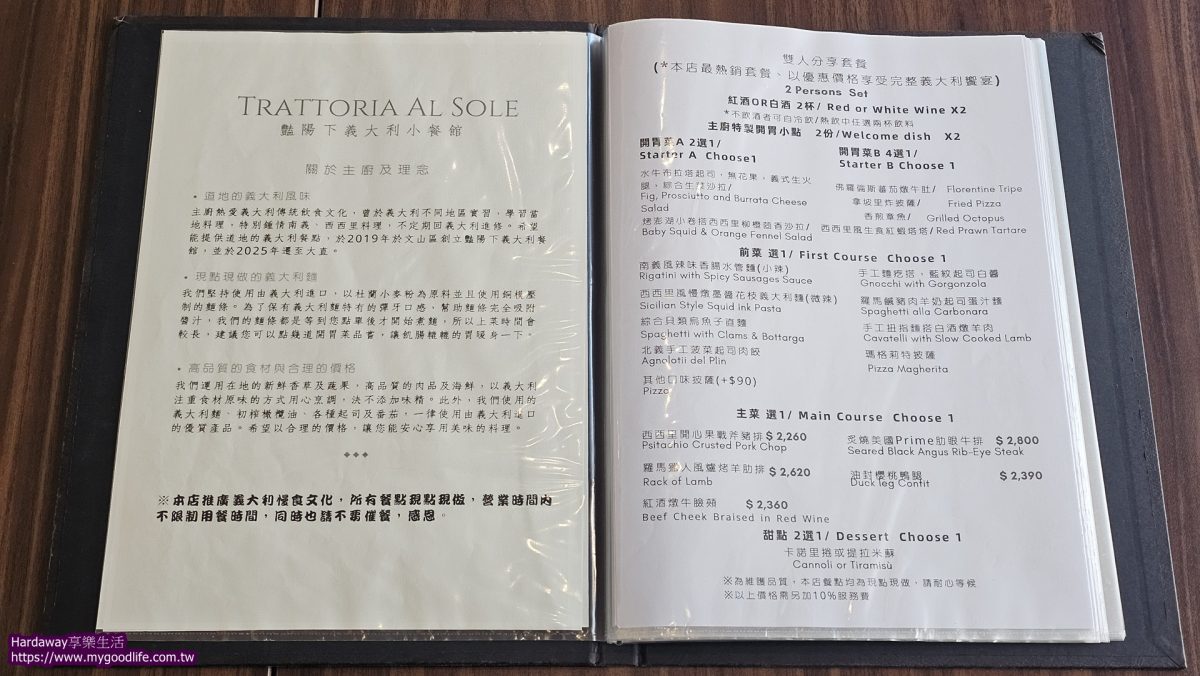 TRATTORIA AL SOLE
豔陽下義大利小餐館
關於主廚及理念
• 道地的義大利風味
主廚熱愛義大利傳統飲食文化，曾於義大利不同地區實習，學習當
地料理，特別鍾情南義、西西里料理，不定期回義大利進修。希望
能提供道地的義大利餐點，於2019年於文山區創立豔陽下義大利餐
館，並於2025年遷至大直。
• 現點現做的義大利麵
我們堅持使用由義大利進口，以杜蘭小麥粉為原料並且使用銅模壓
制的麵條。為了保有義大利麵特有的彈牙口感，幫助麵條完全吸附
醬汁，我們的麵條都是等到您點單後才開始煮麵，所以上菜時間會
較長，建議您可以點幾道開胃菜品嘗，讓飢腸轆轆的胃暖身一下。
• 高品質的食材與合理的價格
我們運用在地的新鮮香草及蔬果，高品質的肉品及海鮮，以義大利
注重食材原味的方式用心烹調，決不添加味精。此外，我們使用的
義大利麵、初榨橄欖油、各種起司及番茄，一律使用由義大利進口
的優質產品。希望以合理的價格，讓您能安心享用美味的料理。
※本店推廣義大利慢食文化，所有餐點現點現做，營業時間內
不限制用餐時間，同時也請不要催餐，感恩。
雙人分享套餐
(*本店最熱銷套餐、以優惠價格享受完整義大利饗宴)
2 Persons Set
紅酒OR白酒 2杯/ Red or White Wine X2
*不飲酒者可自冷飲/熱飲中任選兩杯飲料
主廚特製開胃小點 2份/Welcome dish X2
開胃菜A 2選1/
Starter A Choose1
水牛布拉塔起司，無花果，義式生火
腿，綜合生菜沙拉/
Fig, Prosciutto and Burrata Cheese
Salad
烤澎湖小卷搭西西里柳橙茴香沙拉/
Baby Squid & Orange Fennel Salad
開胃菜B 4選1/
Starter B Choose 1
佛羅倫斯番茄燉牛肚/ Florentine Tripe
拿坡里炸披薩/ Fried Pizza
香煎章魚/ Grilled Octopus
西西里風生食紅蝦塔塔/Red Prawn Tartare
前菜 選1/ First Course Choose 1
南義風辣味香腸水管麵(小辣)
Rigatini with Spicy Sausages Sauce
西西里風慢燉墨醬花枝義大利麵(微辣)
Sicilian Style Squid ink Pasta
綜合貝類烏魚子直麵
Spaghetti with Clams & Bottarga
北義手工菠菜起司肉餃
Agnolotii del Plin
其他口味披薩(+$90)
Pizza
手工麵疙瘩，藍紋起司白醬
Gnocchi with Gorgonzola
羅馬鹹豬肉羊奶起司蛋汁麵
Spaghetti alla Carbonara
手工扭指麵搭白酒燉羊肉
Cavatelli with Slow Cooked Lamb
瑪格莉特披薩
Pizza Magherita
主菜 選1/ Main Course Choose 1
西西里開心果戰斧豬排 $ 2,260
Psitachio Crusted Pork Chop
羅馬獵人風爐烤羊肋排 $ 2,620
Rack of Lamb
紅酒燉牛臉頰 $ 2,360
Beef Cheek Braised in Red Wine
炙燒美國Prime肋眼牛排 $ 2,800
Seared Black Angus Rib-Eye Steak
油封櫻桃鴨腿 $ 2,390
Duck leg Confit
甜點 2選1/ Dessert Choose 1
卡諾里捲或提拉米蘇
Cannoli or Tiramisù
※為維護品質，本店餐點均為現點現做，請耐心等候
※以上價格需另加10%服務費
Hardaway享樂生活
https://www.mygoodlife.com.tw